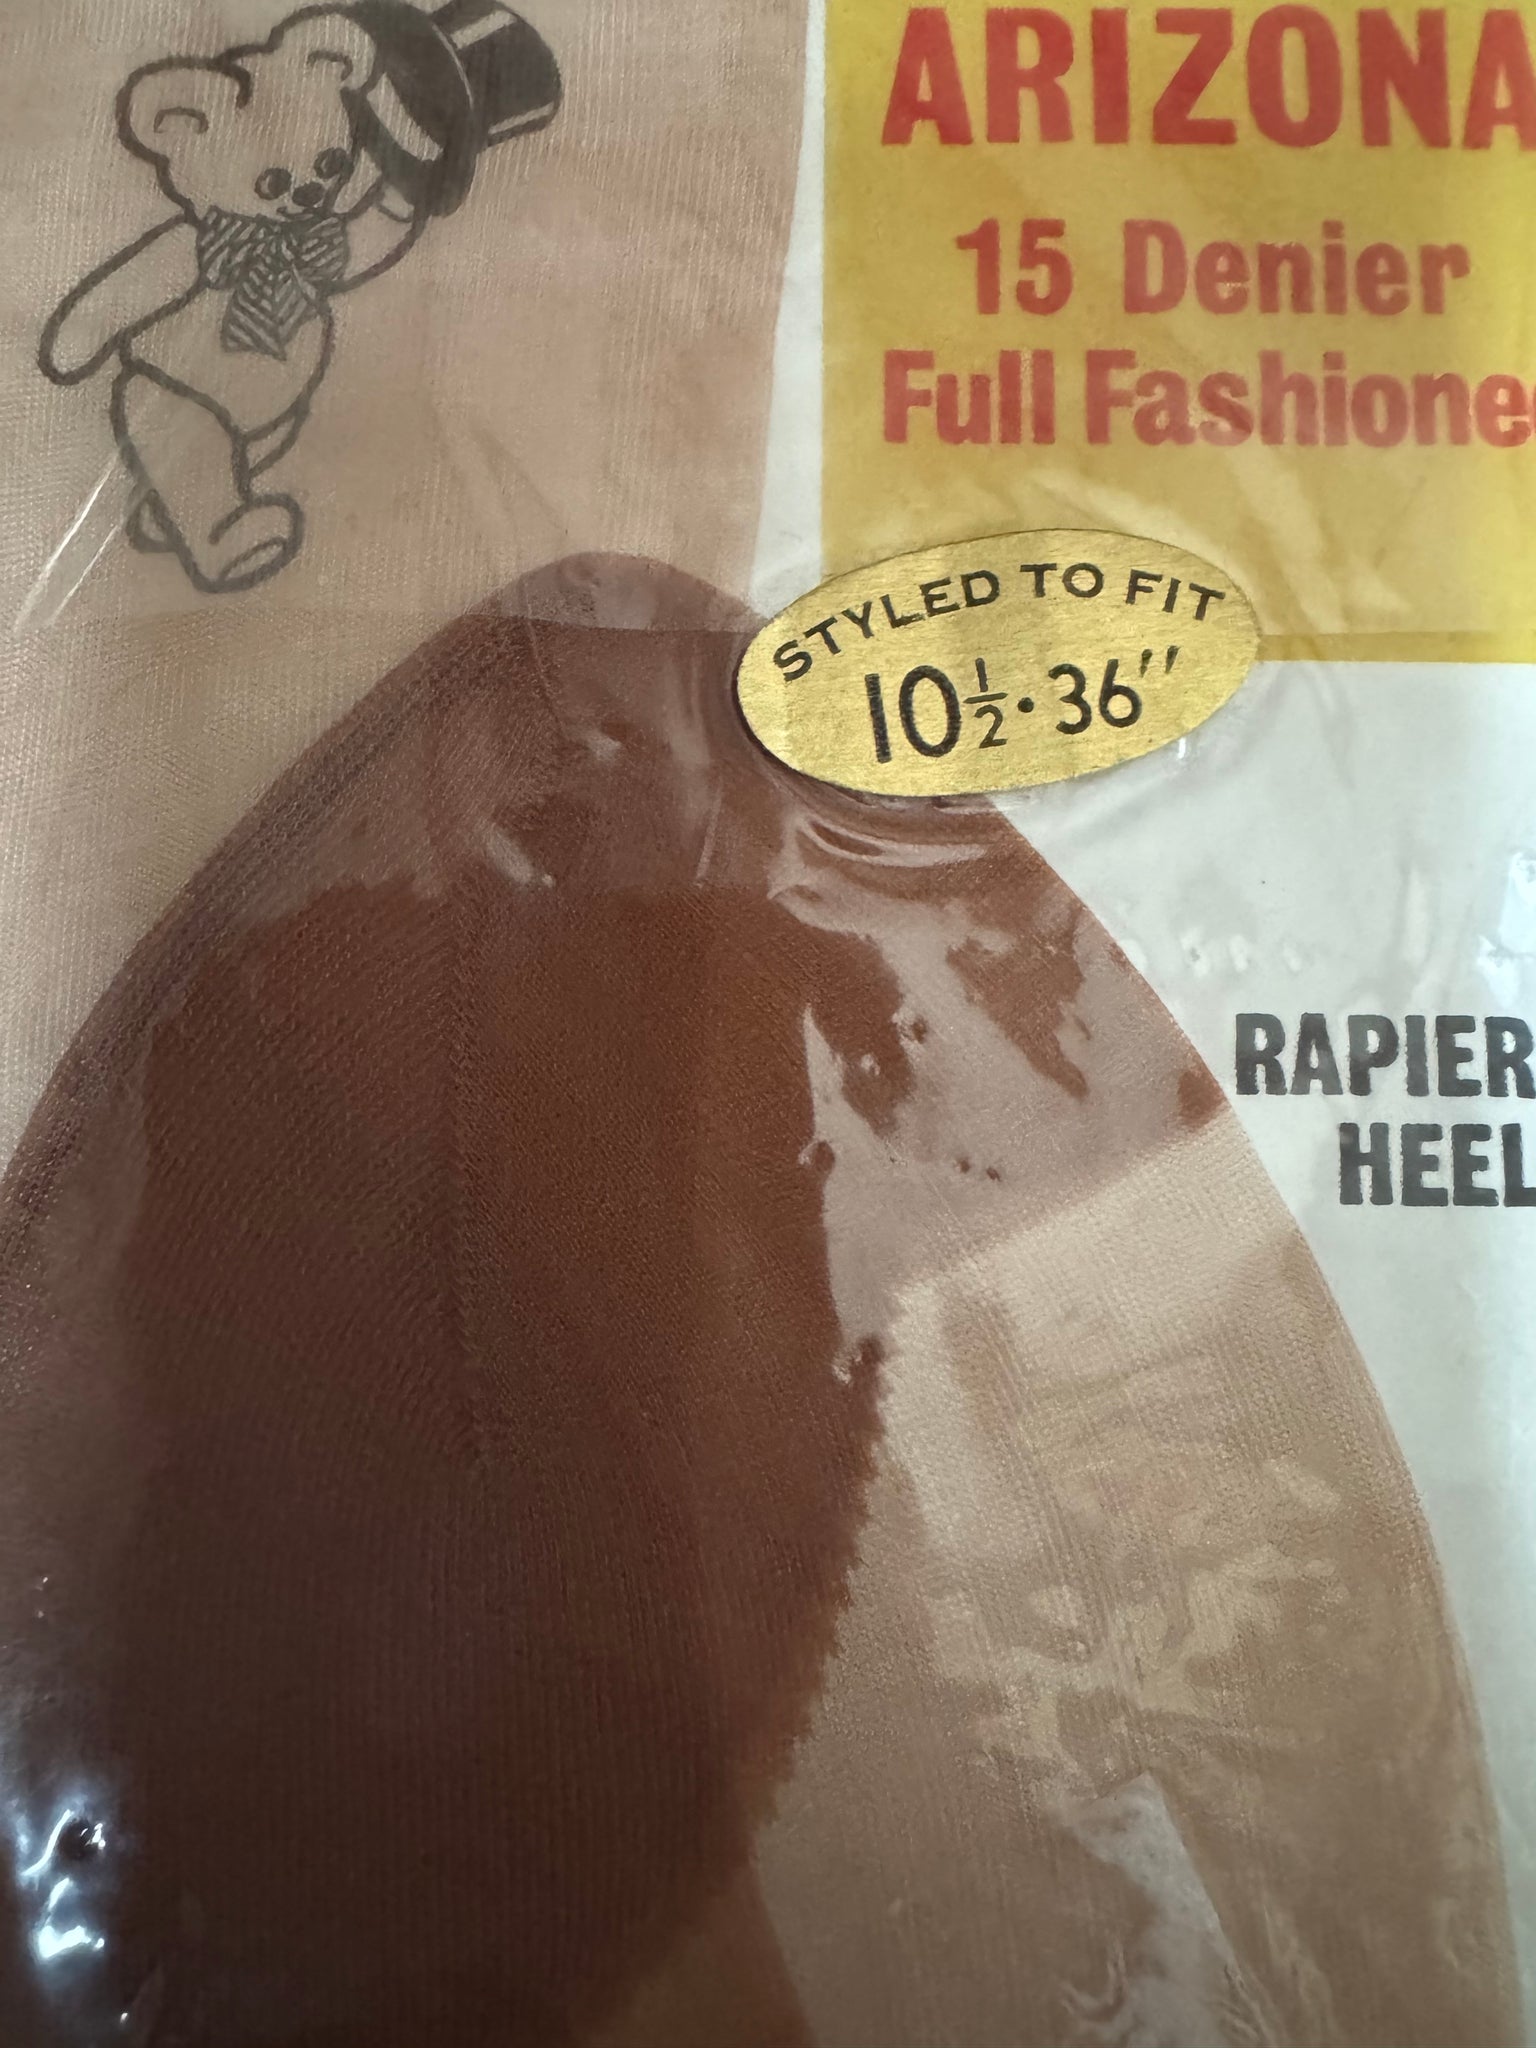 ARIZONA
15 Denier
Full Fashione
STYLED TO FIT
10½·36"
RAPIER
HEEL